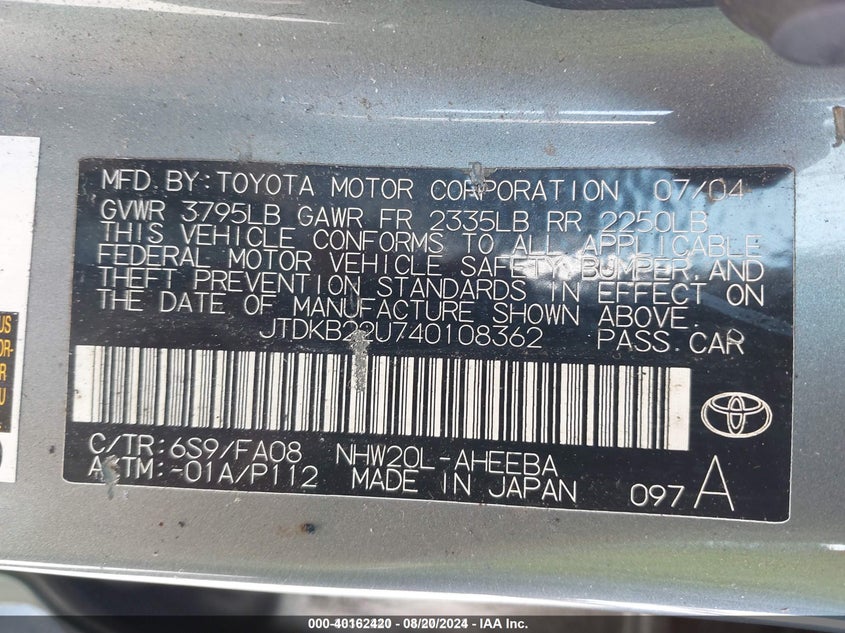 MFD. BY: TOYOTA MOTOR CORPORATION 07/04
GVWR 3795LB GAWR FR 2335LB RR 2250LB
THIS VEHICLE CONFORMS TO ALL APPLICABLE
FEDERAL MOTOR VEHICLE SAFETY, BUMPER, AND
THEFT PREVENTION STANDARDS IN EFFECT ON
THE DATE OF MANUFACTURE SHOWN ABOVE.
JTDKB22U740108362 PASS. CAR
C/TR: 6S9/FA08 NHW20L-AHEEBA
A/TM: -01A/P112 MADE IN JAPAN 097 A
US
OR-
R
U
000-40162420 - 08/20/2024 - IAA Inc.